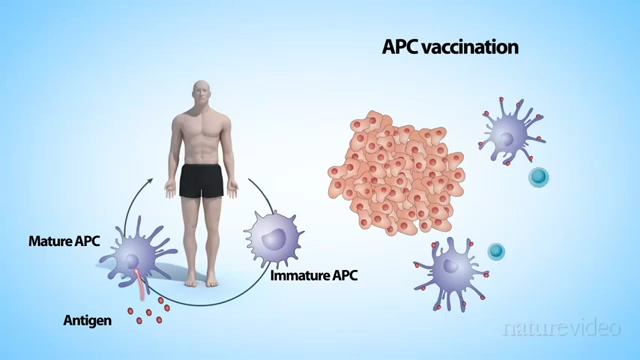 APC vaccination
Mature APC
Immature APC
Antigen
naturevideo